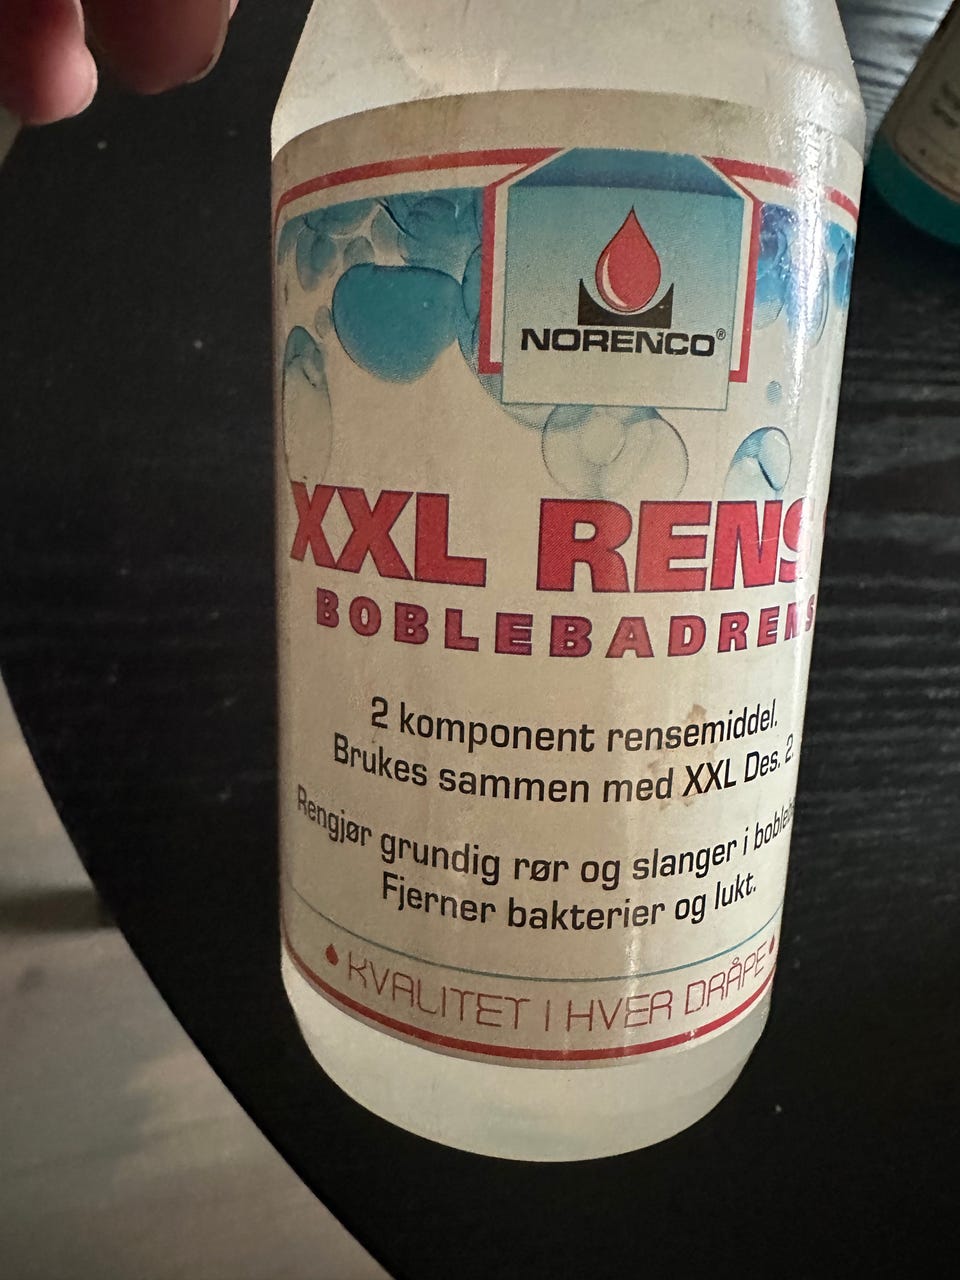 NORENCO®
XXL RENS
BOBLEBADRENS
2 komponent rensemiddel.
Brukes sammen med XXL Des. 2.
Rengjør grundig rør og slanger i
Fjerner bakterier og lukt.
KVALITET I HVER DRÅPE